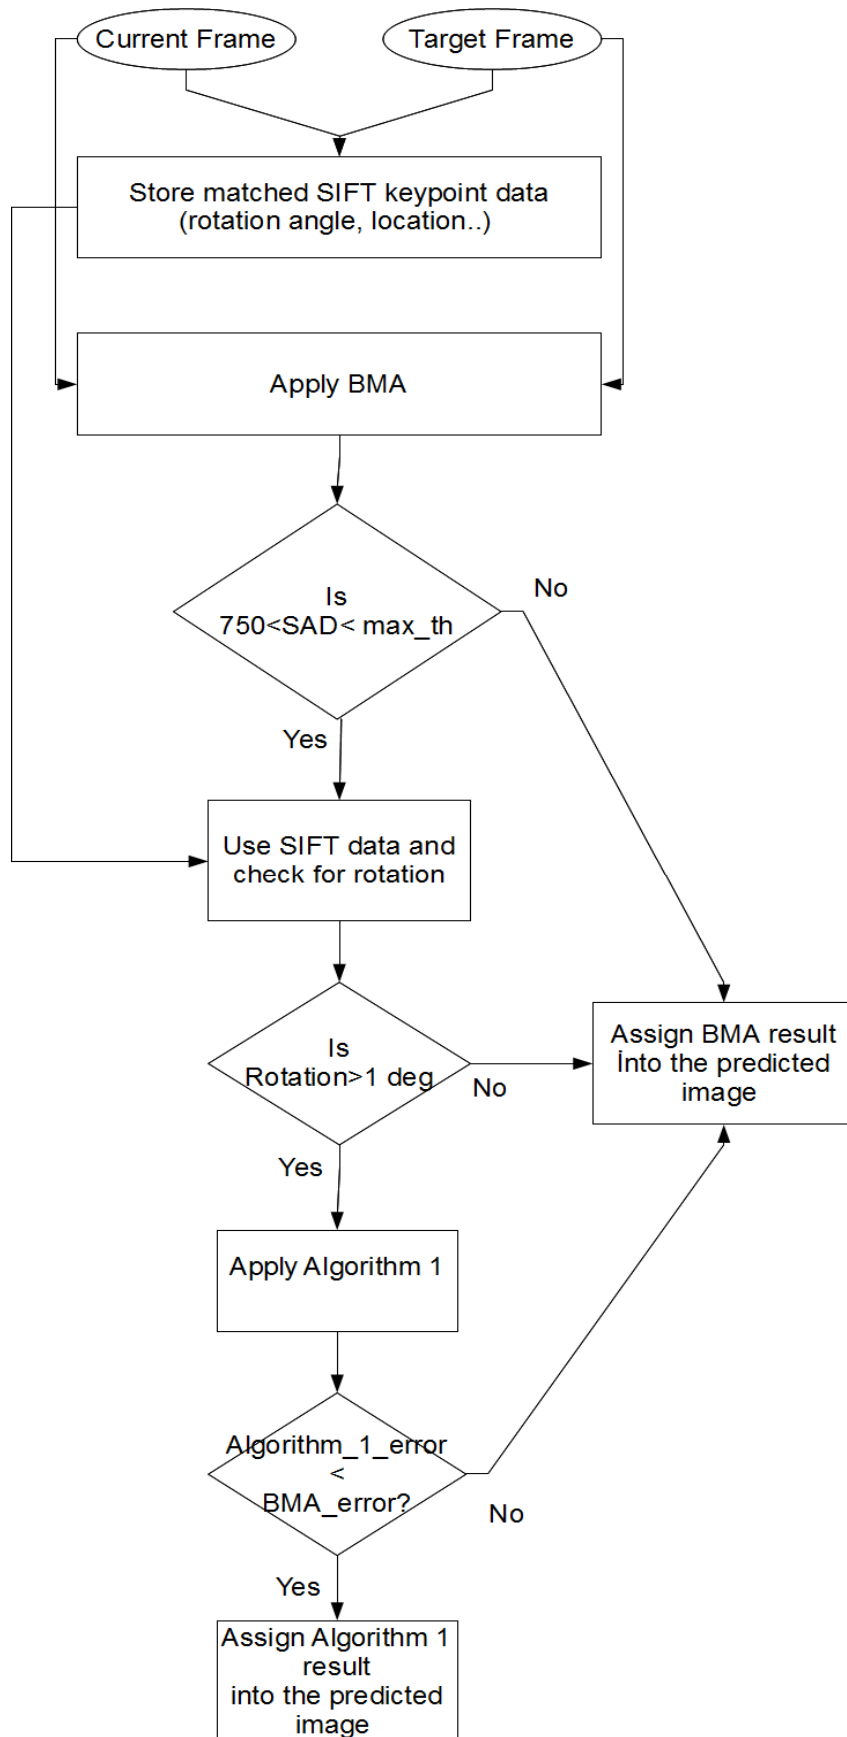 Current Frame
Target Frame
Store matched SIFT keypoint data
(rotation angle, location..)
Apply BMA
Is
750<SAD< max_th
No
Yes
Use SIFT data and
check for rotation
Is
Rotation>1 deg
No
Assign BMA result
İnto the predicted
image
Yes
Apply Algorithm 1
Algorithm_1_error
<
BMA_error?
No
Yes
Assign Algorithm 1
result
into the predicted
image